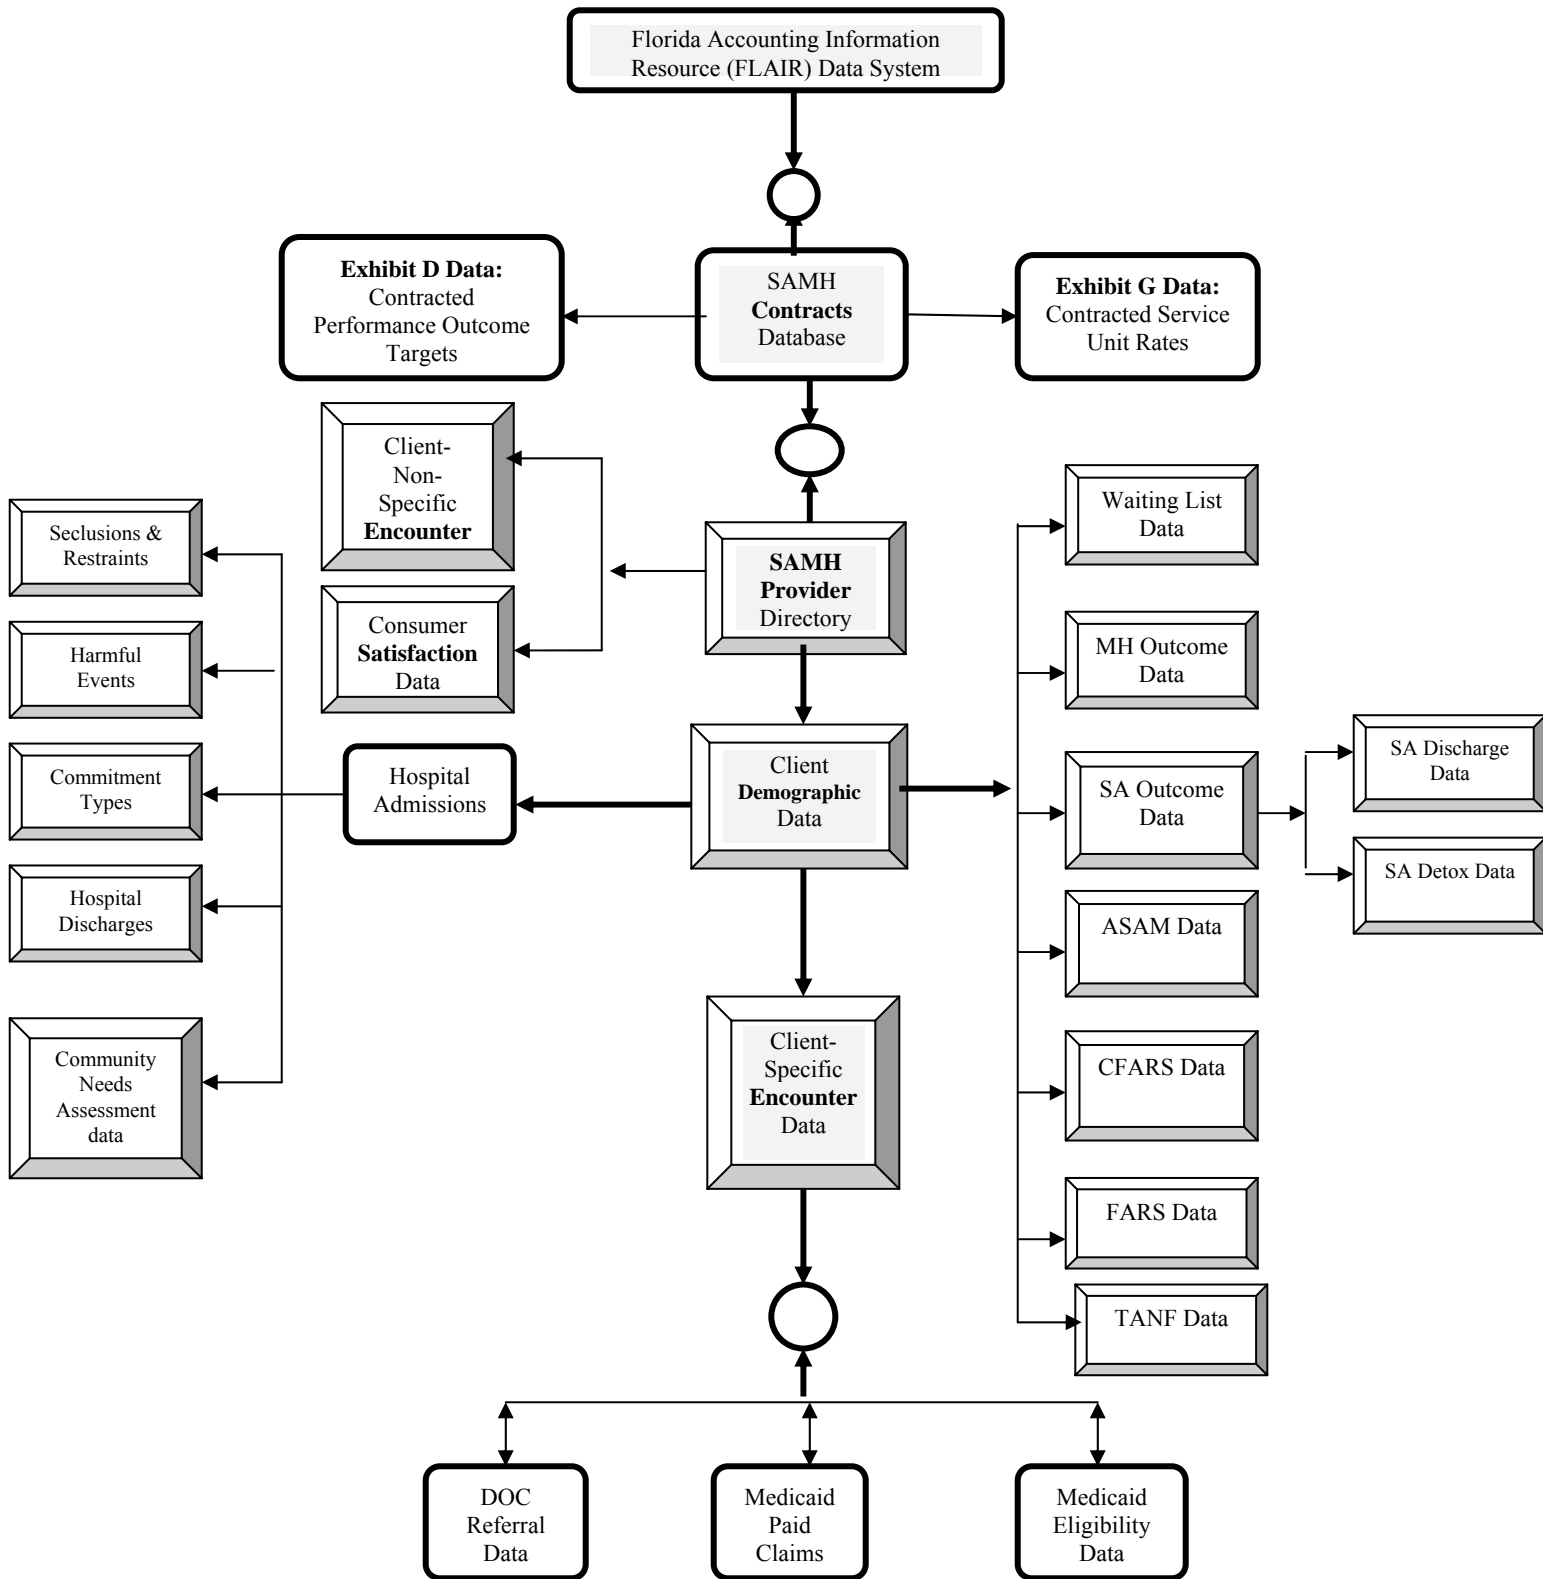 Florida Accounting Information
Resource (FLAIR) Data System
Exhibit D Data:
Contracted
Performance Outcome
Targets
SAMH
Contracts
Database
Exhibit G Data:
Contracted Service
Unit Rates
Client-
Non-
Specific
Encounter
Consumer
Satisfaction
Data
SAMH
Provider
Directory
Waiting List
Data
MH Outcome
Data
SA Outcome
Data
ASAM Data
CFARS Data
FARS Data
TANF Data
SA Discharge
Data
SA Detox Data
Seclusions &
Restraints
Harmful
Events
Commitment
Types
Hospital
Discharges
Community
Needs
Assessment
data
Hospital
Admissions
Client
Demographic
Data
Client-
Specific
Encounter
Data
DOC
Referral
Data
Medicaid
Paid
Claims
Medicaid
Eligibility
Data